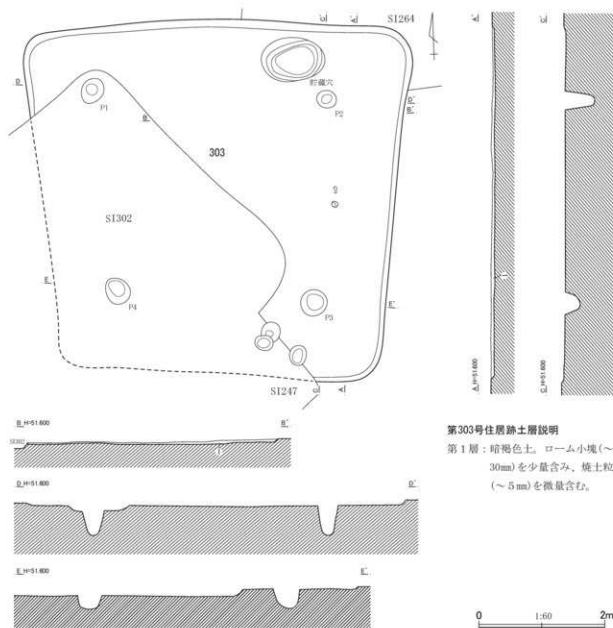 SI264
C
A
A'
C'
D
貯蔵穴
P1
P2
B
D'
B'
303
SI302
E
P4
P3
E'
SI247
C'
A'
A H=51.600
C H=51.600
①
B H=51.600
B'
SI302
①
D H=51.600
D'
E H=51.600
E'
第303号住居跡土層説明
第1層：暗褐色土。ローム小塊(～
30㎜)を少量含み、焼土粒
(～5㎜)を微量含む。
0 1:60 2m